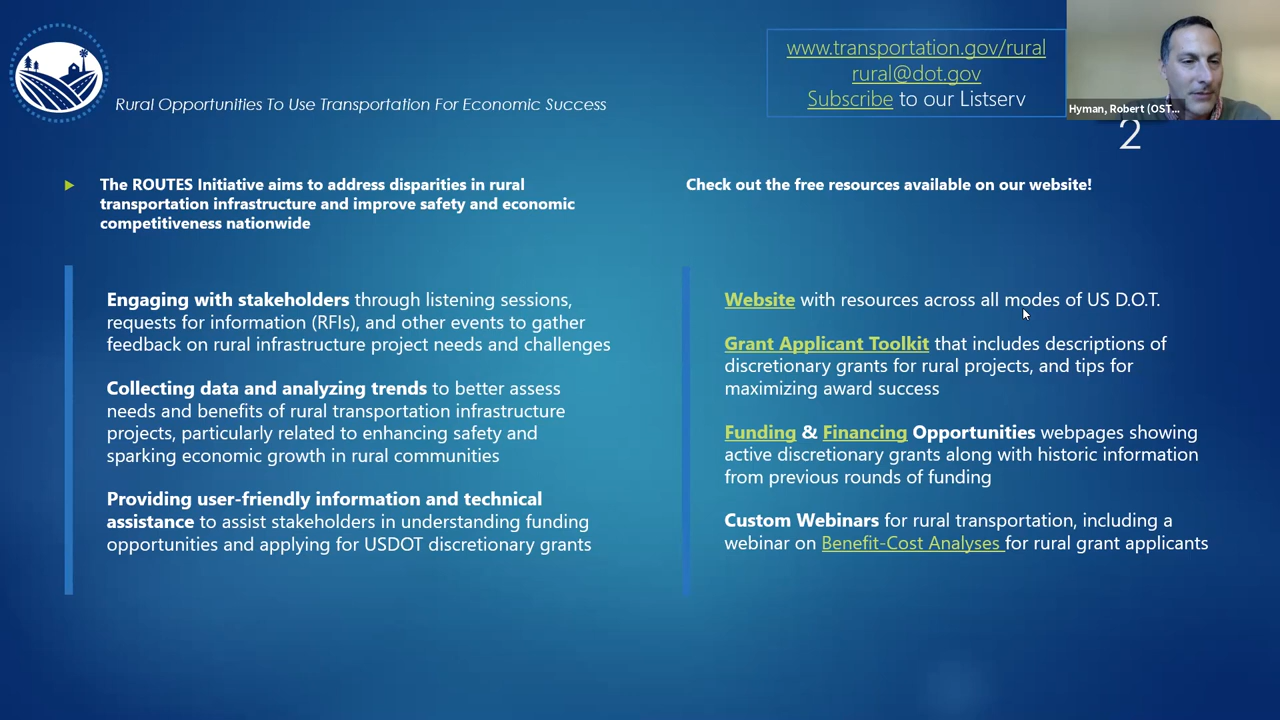 Rural Opportunities To Use Transportation For Economic Success
www.transportation.gov/rural
rural@dot.gov
Subscribe to our Listserv
Hyman, Robert (OST...
2
The ROUTES Initiative aims to address disparities in rural
transportation infrastructure and improve safety and economic
competitiveness nationwide
Engaging with stakeholders through listening sessions,
requests for information (RFIs), and other events to gather
feedback on rural infrastructure project needs and challenges
Collecting data and analyzing trends to better assess
needs and benefits of rural transportation infrastructure
projects, particularly related to enhancing safety and
sparking economic growth in rural communities
Providing user-friendly information and technical
assistance to assist stakeholders in understanding funding
opportunities and applying for USDOT discretionary grants
Check out the free resources available on our website!
Website with resources across all modes of US D.O.T.
Grant Applicant Toolkit that includes descriptions of
discretionary grants for rural projects, and tips for
maximizing award success
Funding & Financing Opportunities webpages showing
active discretionary grants along with historic information
from previous rounds of funding
Custom Webinars for rural transportation, including a
webinar on Benefit-Cost Analyses for rural grant applicants